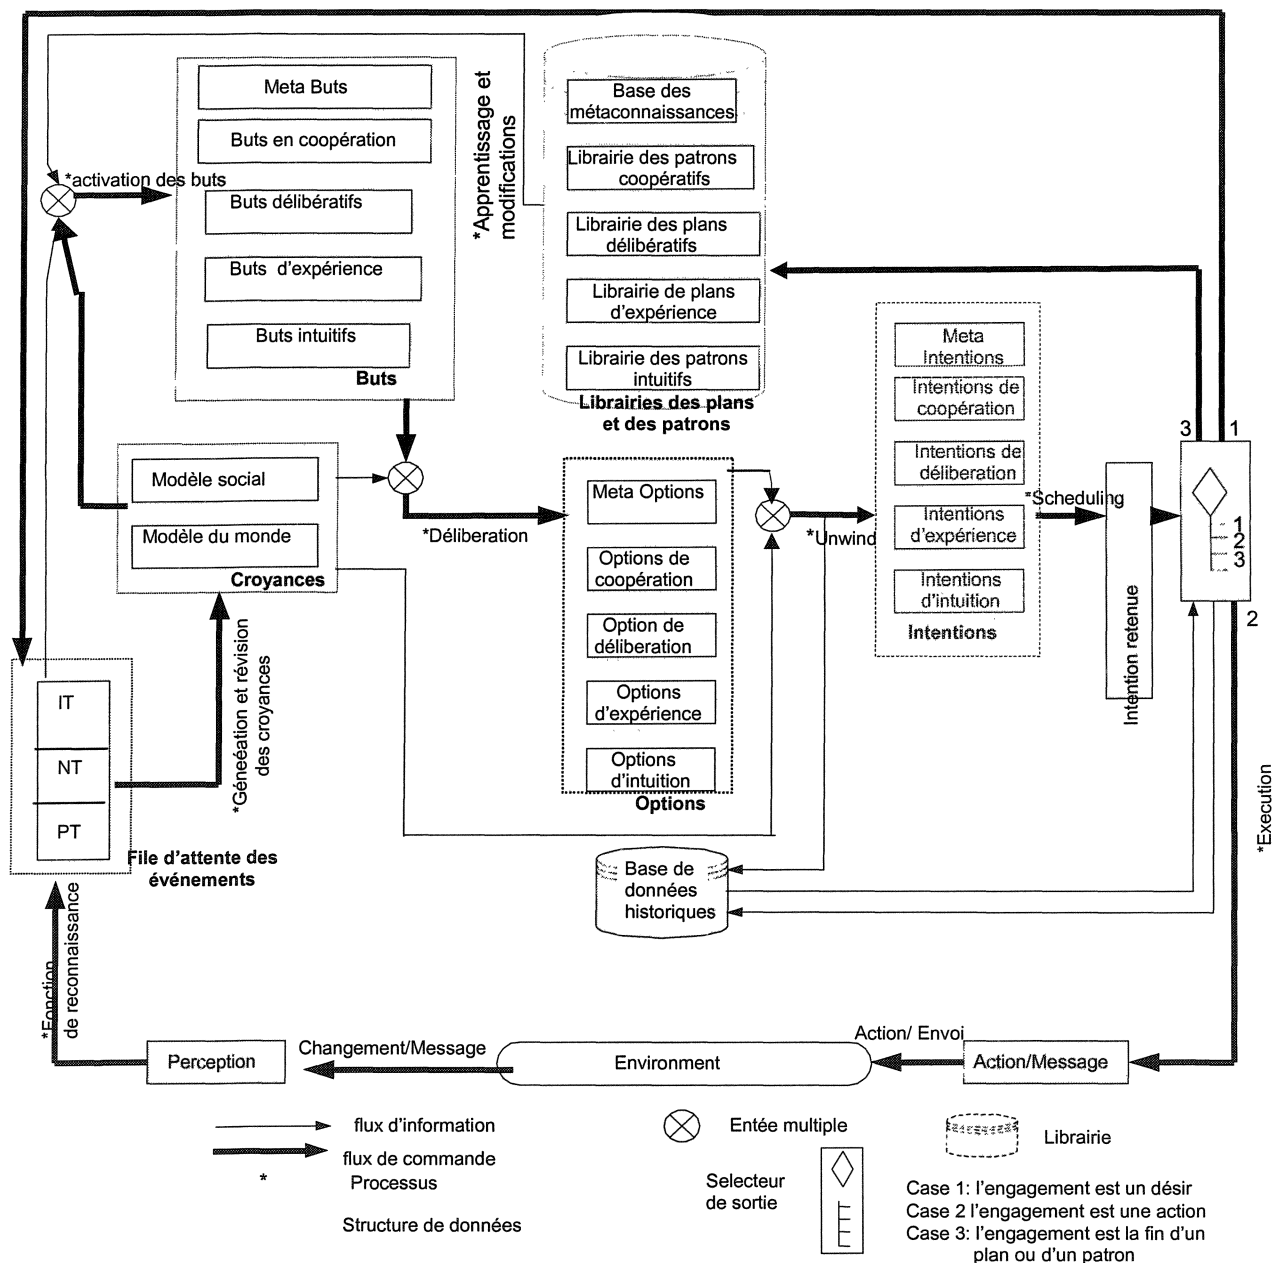 Meta Buts
Buts en coopération
Buts délibératifs
Buts d'expérience
Buts intuitifs
Buts
*activation des buts
*Apprentissage et
modifications
Base des
métaconnaissances
Librairie des patrons
coopératifs
Librairie des plans
délibératifs
Librairie de plans
d'expérience
Librairie des patrons
intuitifs
Librairies des plans
et des patrons
Modèle social
Modèle du monde
Croyances
*Déliberation
Meta Options
Options de
coopération
Option de
déliberation
Options
d'expérience
Options
d'intuition
Options
*Unwind
Meta
Intentions
Intentions de
coopération
Intentions de
déliberation
Intentions
d'expérience
Intentions
d'intuition
Intentions
*Scheduling
Intention retenue
3
1
1
2
3
2
*Execution
IT
NT
PT
File d'attente des
événements
*Géneéation et révision
des croyances
Base de
données
historiques
*Fonction
de reconnaissance
Perception
Changement/Message
Environment
Action/ Envoi
Action/Message
flux d'information
flux de commande
*
Processus
Structure de données
Entée multiple
Selecteur
de sortie
Librairie
Case 1: l'engagement est un désir
Case 2 l'engagement est une action
Case 3: l'engagement est la fin d'un
plan ou d'un patron